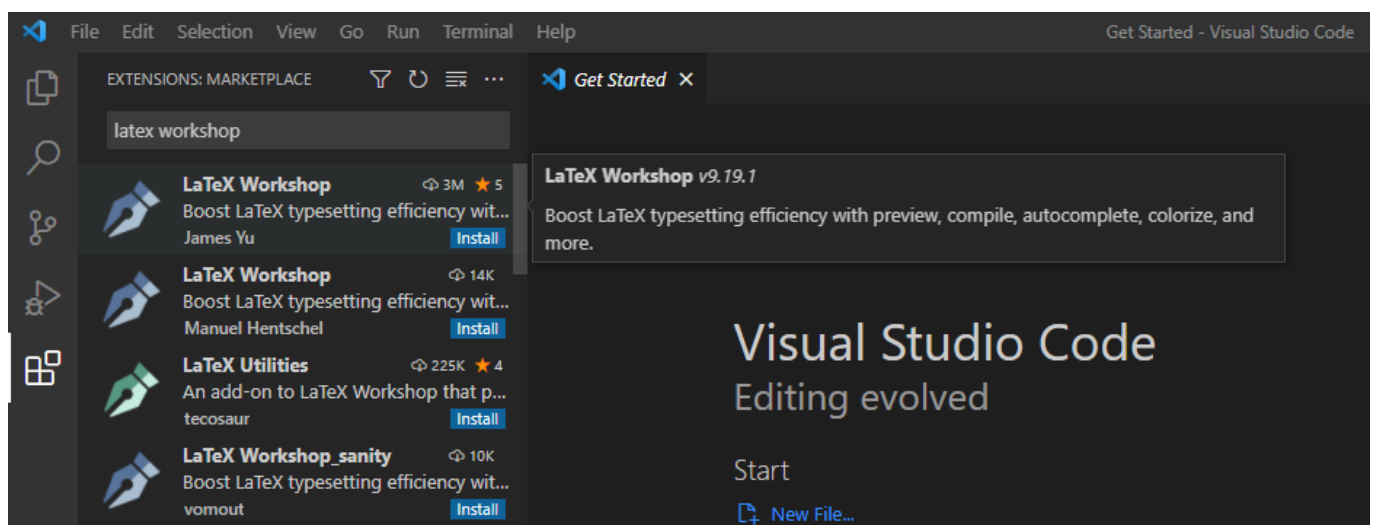 File Edit Selection View Go Run Terminal Help
Get Started - Visual Studio Code
EXTENSIONS: MARKETPLACE
latex workshop
LaTeX Workshop 3M ★ 5
Boost LaTeX typesetting efficiency wit...
James Yu Install
LaTeX Workshop 14K
Boost LaTeX typesetting efficiency wit...
Manuel Hentschel Install
LaTeX Utilities 225K ★ 4
An add-on to LaTeX Workshop that p...
tecosaur Install
LaTeX Workshop_sanity 10K
Boost LaTeX typesetting efficiency wit...
vomout Install
Get Started
LaTeX Workshop v9.19.1
Boost LaTeX typesetting efficiency with preview, compile, autocomplete, colorize, and
more.
Visual Studio Code
Editing evolved
Start
New File...